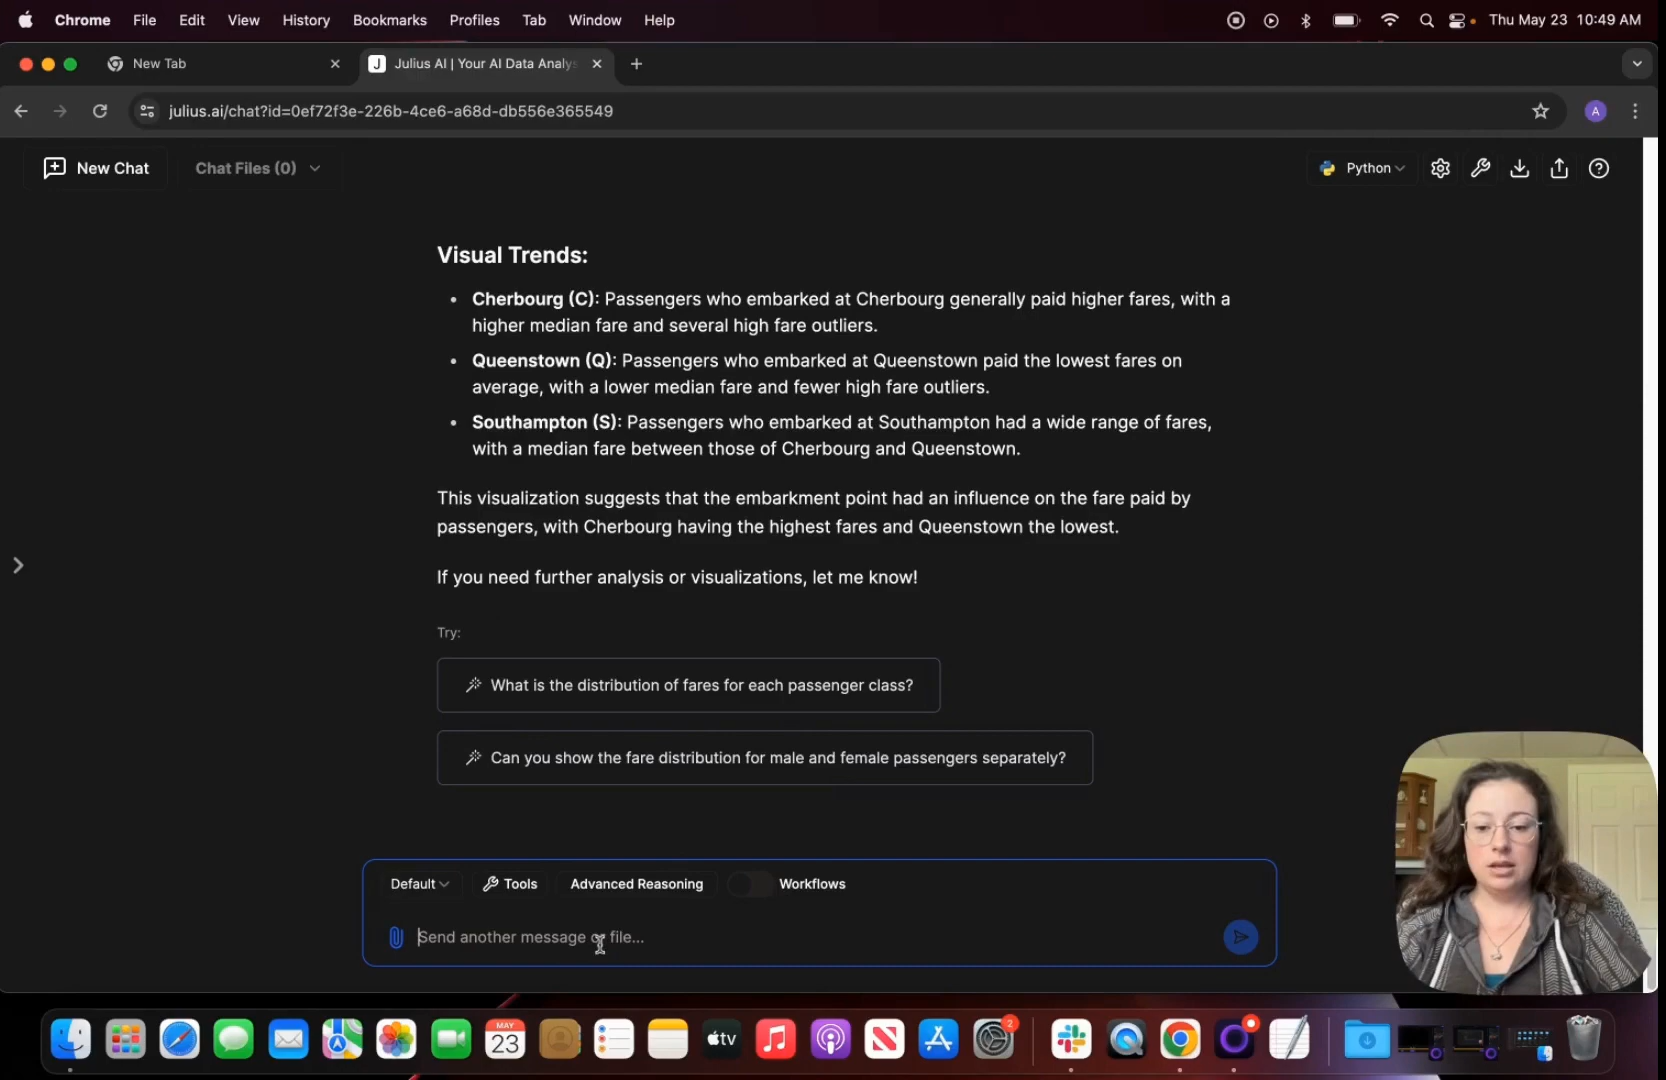 Chrome File Edit View History Bookmarks Profiles Tab Window Help Thu May 23 10:49 AM
New Tab Julius AI | Your AI Data Analys
julius.ai/chat?id=0ef72f3e-226b-4ce6-a68d-db556e365549 A
New Chat Chat Files (0) Python
Visual Trends:
• Cherbourg (C): Passengers who embarked at Cherbourg generally paid higher fares, with a
higher median fare and several high fare outliers.
• Queenstown (Q): Passengers who embarked at Queenstown paid the lowest fares on
average, with a lower median fare and fewer high fare outliers.
• Southampton (S): Passengers who embarked at Southampton had a wide range of fares,
with a median fare between those of Cherbourg and Queenstown.
This visualization suggests that the embarkment point had an influence on the fare paid by
passengers, with Cherbourg having the highest fares and Queenstown the lowest.
If you need further analysis or visualizations, let me know!
Try:
What is the distribution of fares for each passenger class?
Can you show the fare distribution for male and female passengers separately?
Default Tools Advanced Reasoning Workflows
Send another message or file...
MAY
23
tv
2